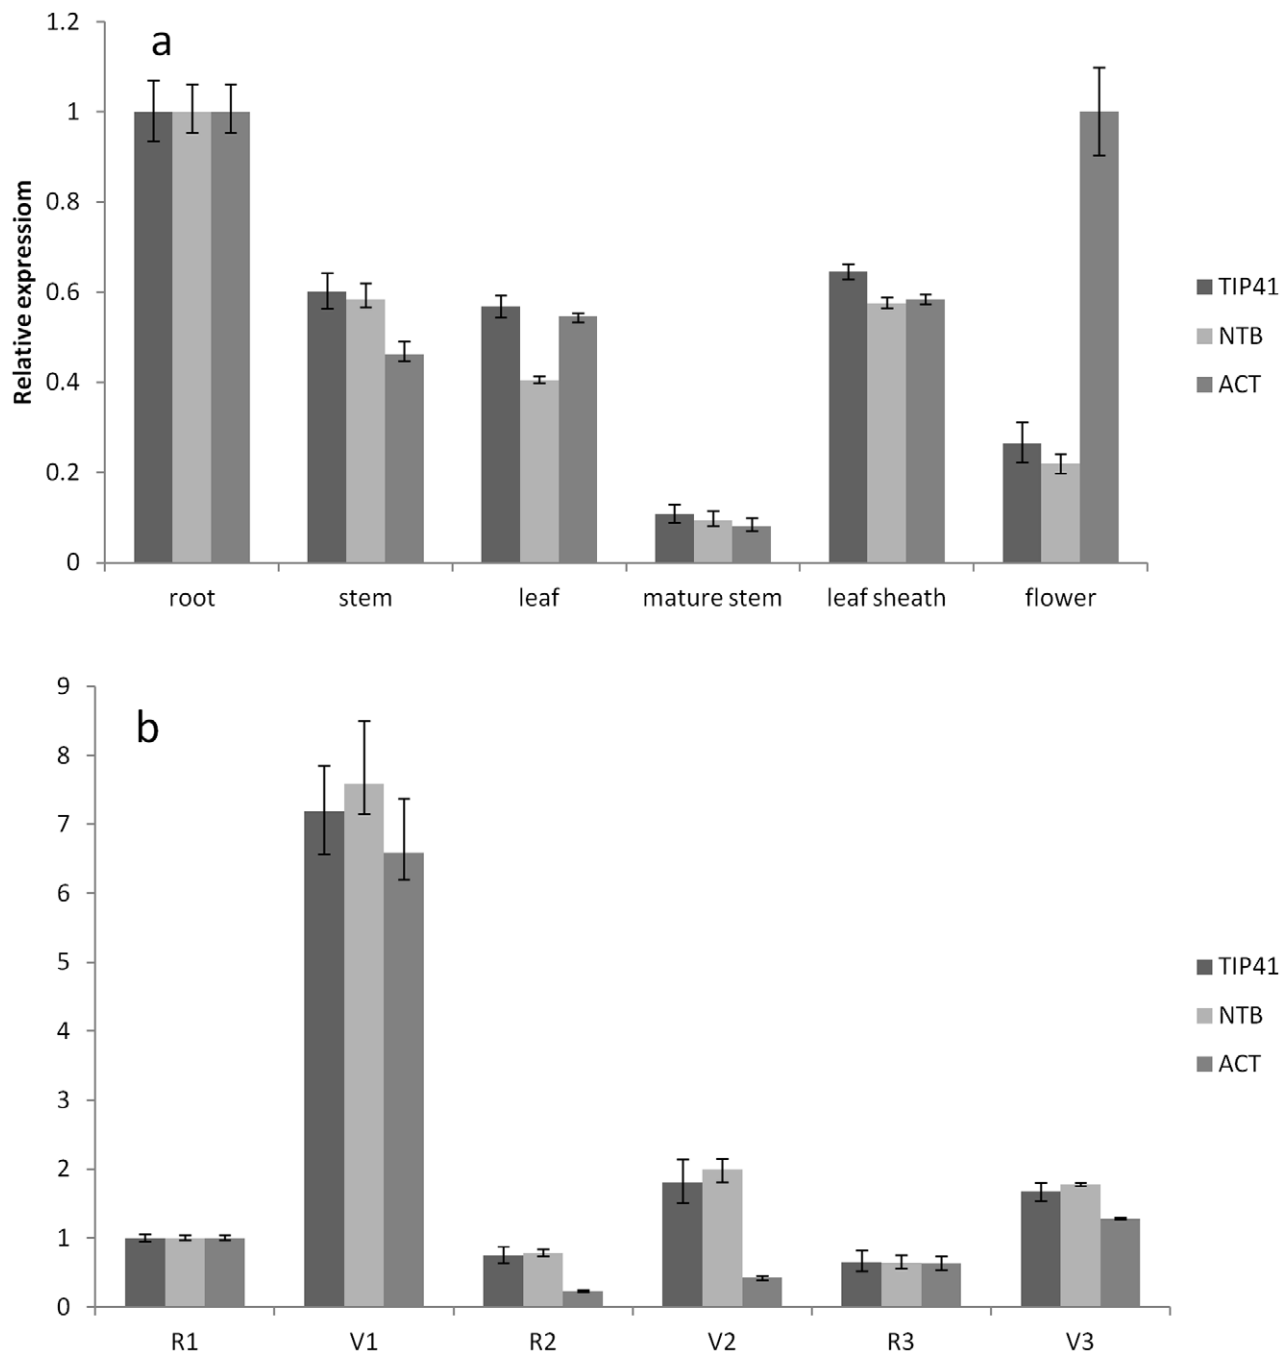 1.2
a
1
0.8
0.6
0.4
0.2
0
Relative expressiom
root stem leaf mature stem leaf sheath flower
TIP41
NTB
ACT
9
b
8
7
6
5
4
3
2
1
0
R1 V1 R2 V2 R3 V3
TIP41
NTB
ACT